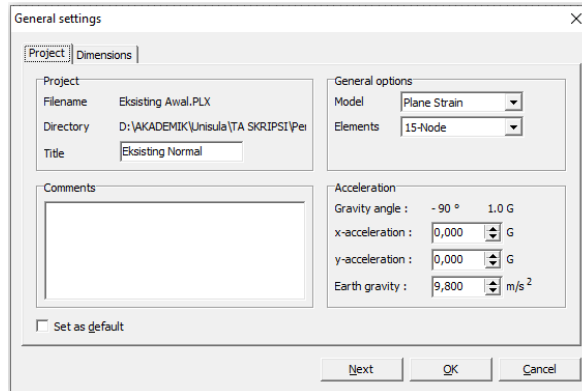 General settings
Project Dimensions
Project
Filename Eksisting Awal.PLX
Directory D:\AKADEMIK\Unisula\TA SKRIPSI\Per
Title Eksisting Normal
General options
Model Plane Strain
Elements 15-Node
Comments
Acceleration
Gravity angle : - 90 ° 1.0 G
x-acceleration : 0,000 G
y-acceleration : 0,000 G
Earth gravity : 9,800 m/s²
Set as default
Next OK Cancel